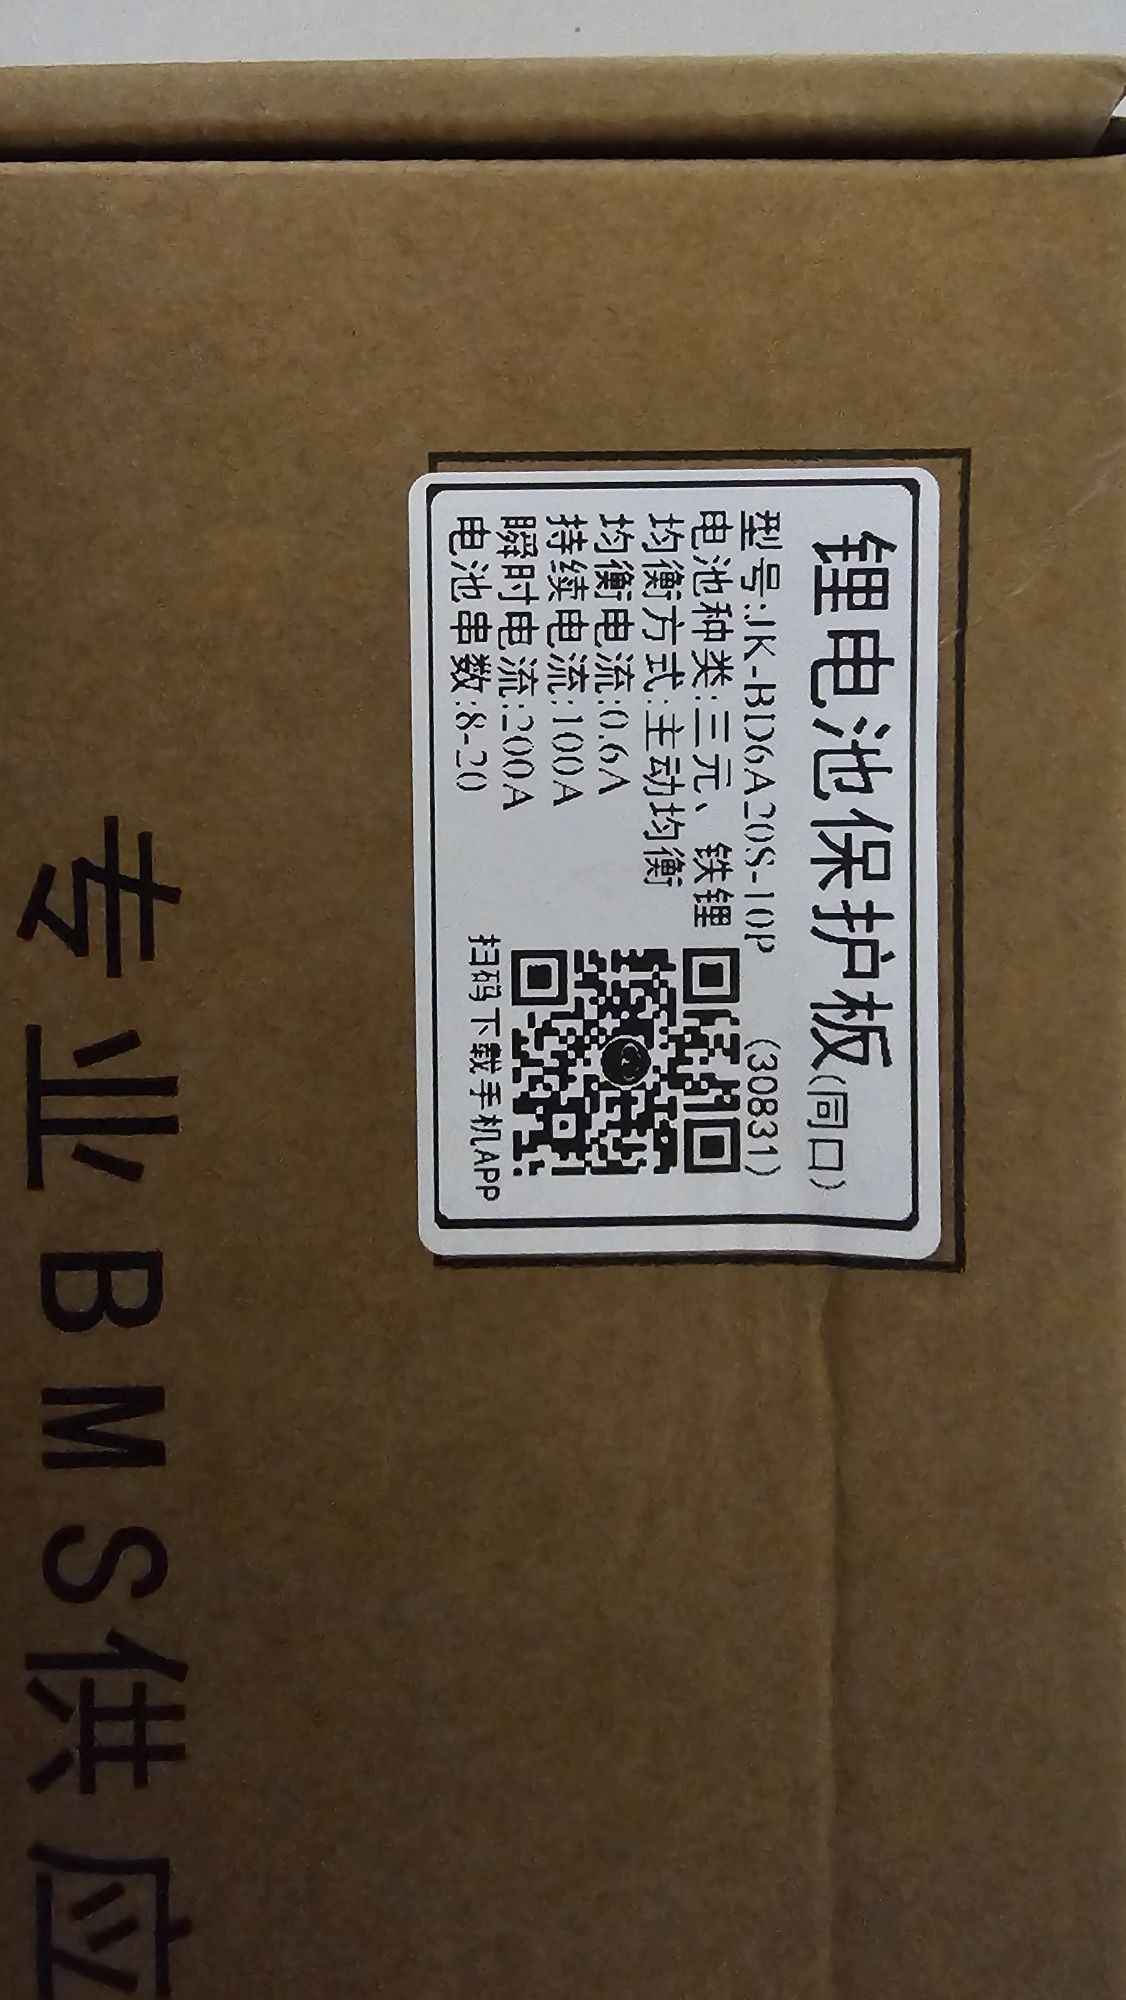 锂电池保护板(同口)
型号:JK-BD6A20S-10P (30831)
电池种类:三元、铁锂
均衡方式:主动均衡
均衡电流:0.6A
持续电流:100A
瞬时电流:200A
电池串数:8-20
扫码下载手机APP
专业BMS供应